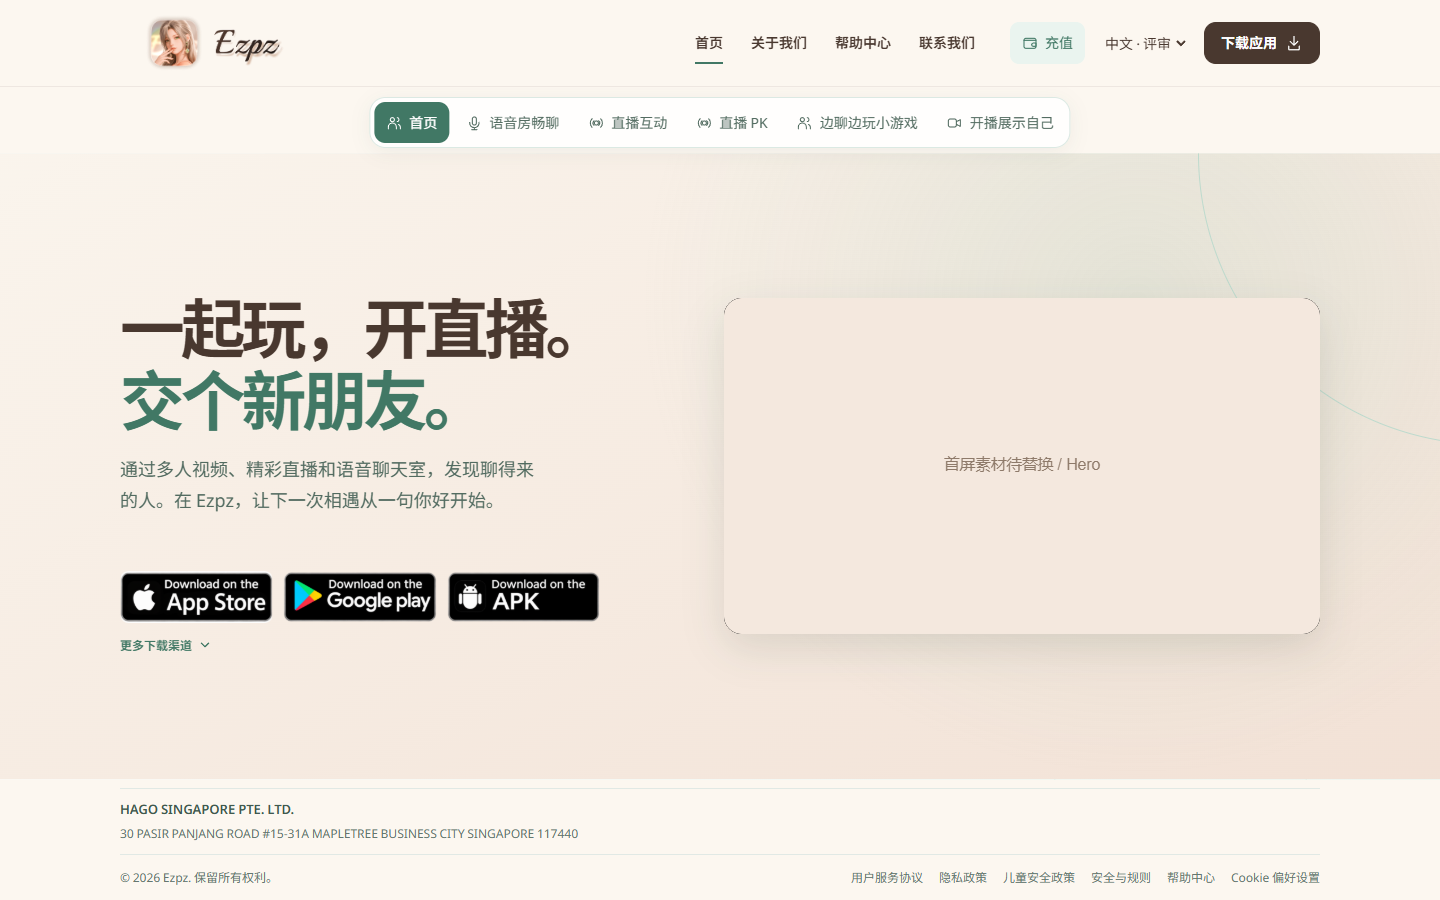 Ezpz
首页
关于我们
帮助中心
联系我们
充值
中文 · 评审
下载应用
首页
语音房畅聊
直播互动
直播 PK
边聊边玩小游戏
开播展示自己
一起玩，开直播。
交个新朋友。
通过多人视频、精彩直播和语音聊天室，发现聊得来
的人。在 Ezpz，让下一次相遇从一句你好开始。
首屏素材待替换 / Hero
Download on the
App Store
Download on the
Google play
Download on the
APK
更多下载渠道
HAGO SINGAPORE PTE. LTD.
30 PASIR PANJANG ROAD #15-31A MAPLETREE BUSINESS CITY SINGAPORE 117440
© 2026 Ezpz. 保留所有权利。
用户服务协议
隐私政策
儿童安全政策
安全与规则
帮助中心
Cookie 偏好设置